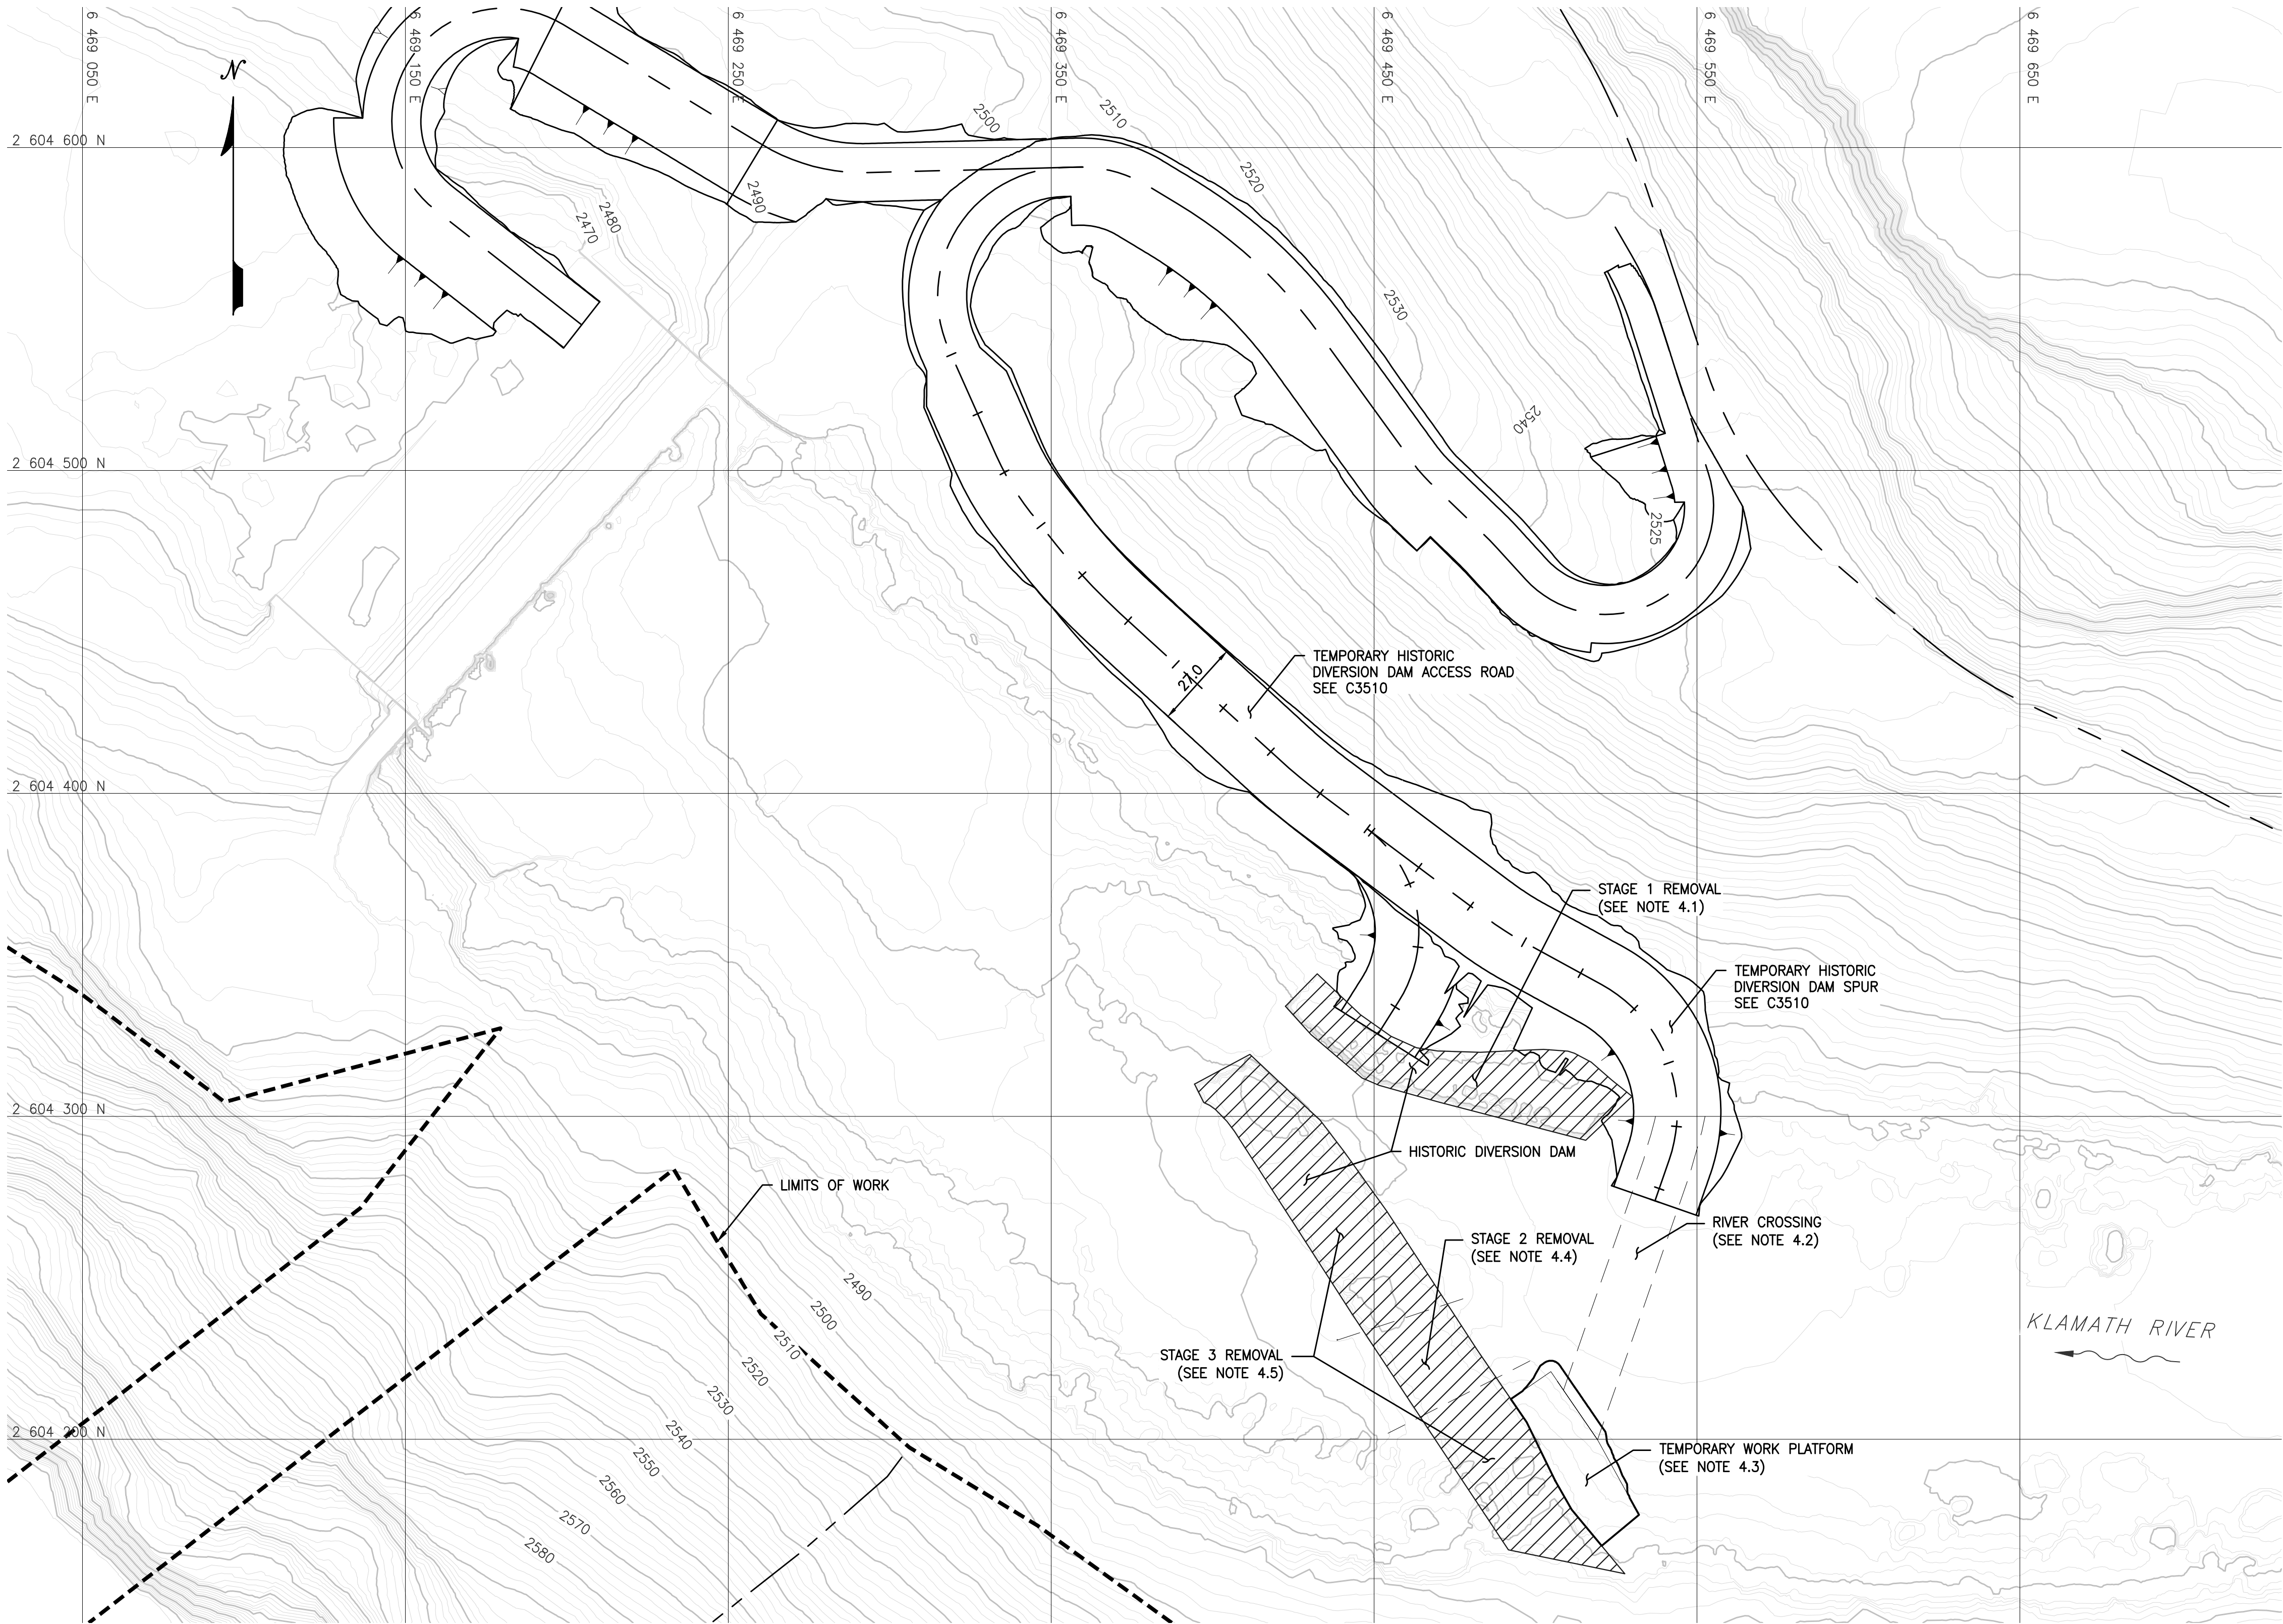 6 469 050 E
6 469 150 E
6 469 250 E
6 469 350 E
6 469 450 E
6 469 550 E
6 469 650 E
N
2 604 600 N
2500
2510
2520
2490
2480
2470
2530
2540
2 604 500 N
2525
27.0
TEMPORARY HISTORIC
DIVERSION DAM ACCESS ROAD
SEE C3510
2 604 400 N
STAGE 1 REMOVAL
(SEE NOTE 4.1)
TEMPORARY HISTORIC
DIVERSION DAM SPUR
SEE C3510
2 604 300 N
HISTORIC DIVERSION DAM
LIMITS OF WORK
RIVER CROSSING
(SEE NOTE 4.2)
STAGE 2 REMOVAL
(SEE NOTE 4.4)
2490
2500
2510
2520
2530
2540
2550
2560
2570
2580
KLAMATH RIVER
STAGE 3 REMOVAL
(SEE NOTE 4.5)
2 604 200 N
TEMPORARY WORK PLATFORM
(SEE NOTE 4.3)